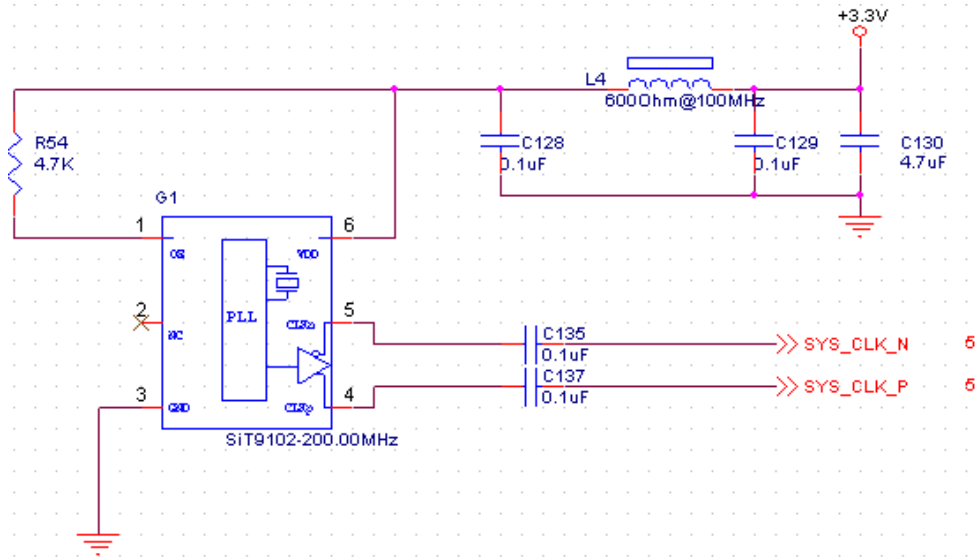 +3.3V
L4
600Ohm@100MHz
R54
4.7K
C128
0.1uF
C129
0.1uF
C130
4.7uF
G1
1
6
OE
VDD
2
NC
PLL
5
CLKn
C135
0.1uF
SYS_CLK_N
5
4
CLKp
C137
0.1uF
SYS_CLK_P
5
3
GND
SiT9102-200.00MHz